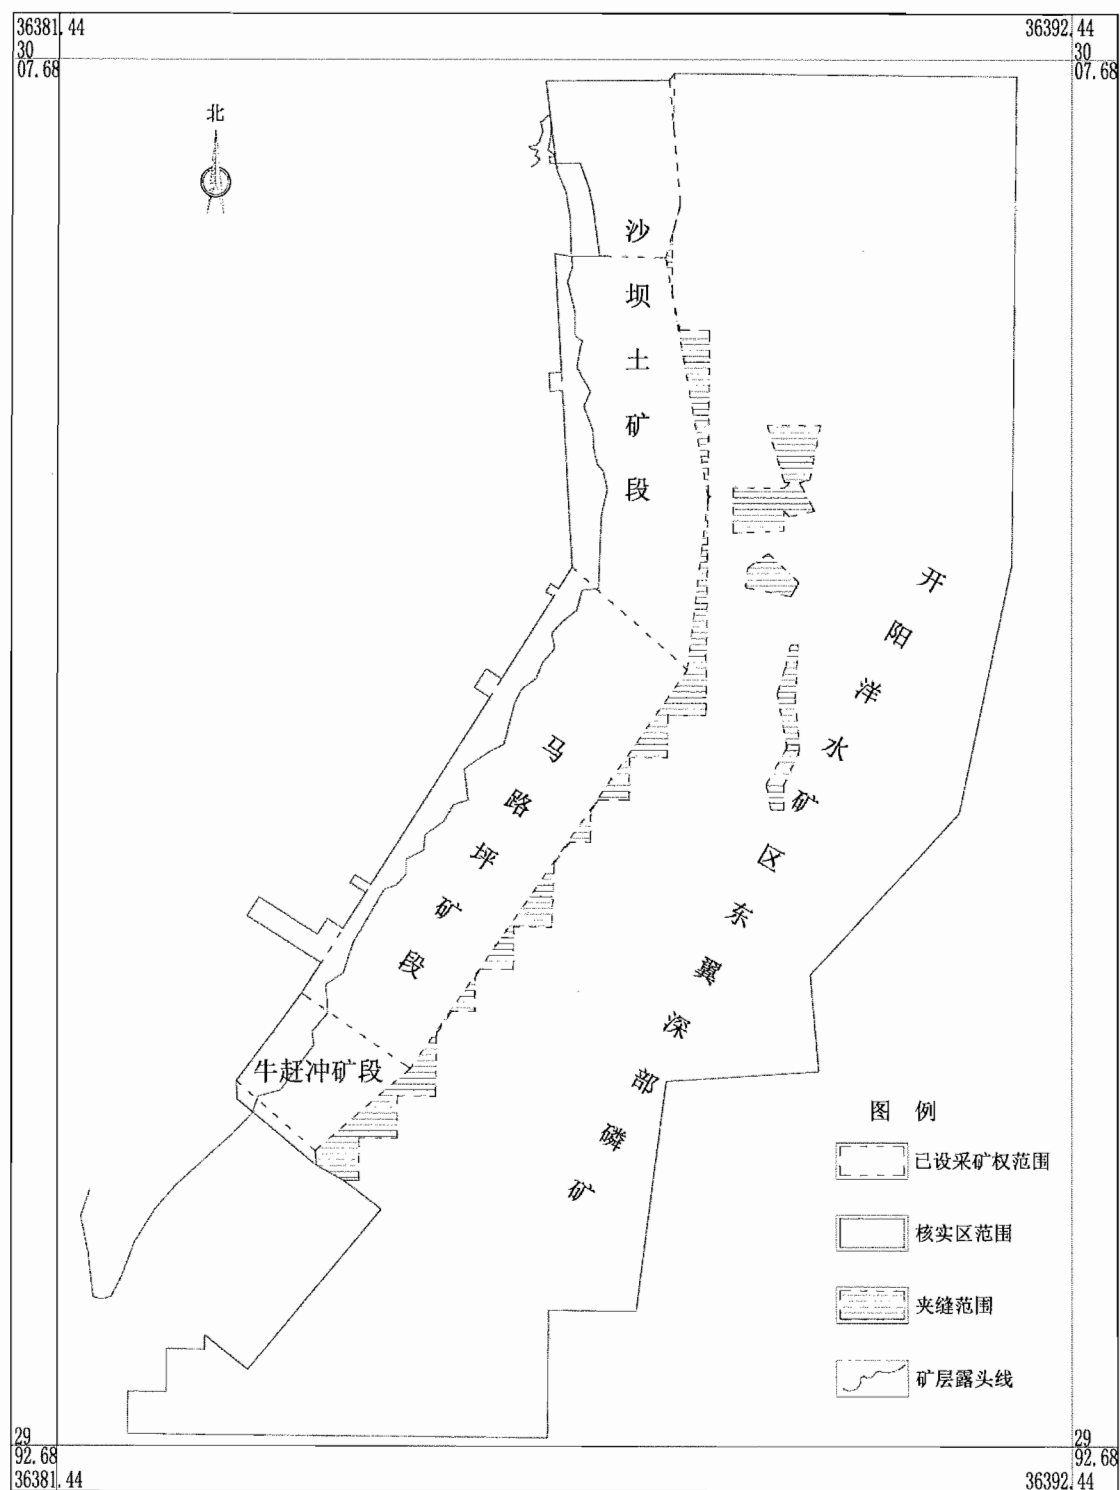 36381.44
30
07.68
36392.44
30
07.68
北
沙坝土矿段
开阳洋水矿区东翼深部磷矿
马路坪矿段
牛赶冲矿段
图 例
已设采矿权范围
核实区范围
夹缝范围
矿层露头线
29
92.68
36381.44
29
92.68
36392.44